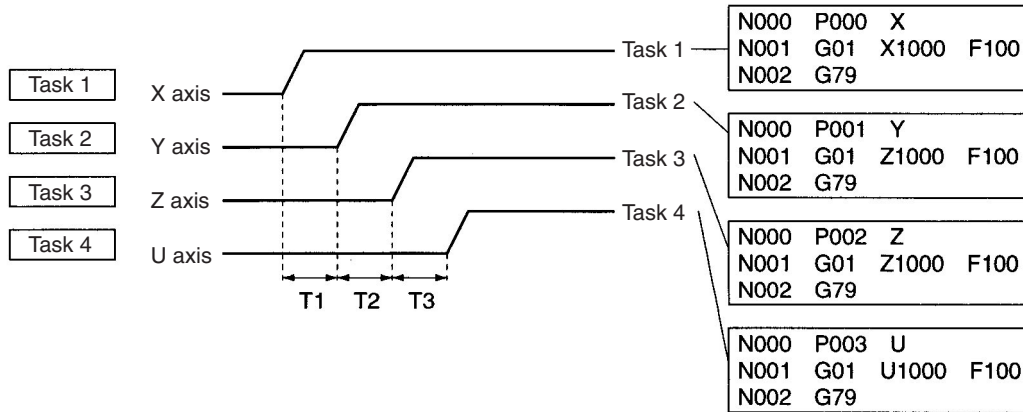 Task 1
Task 2
Task 3
Task 4
X axis
Y axis
Z axis
U axis
T1 T2 T3
Task 1
Task 2
Task 3
Task 4
N000 P000 X
N001 G01 X1000 F100
N002 G79
N000 P001 Y
N001 G01 Z1000 F100
N002 G79
N000 P002 Z
N001 G01 Z1000 F100
N002 G79
N000 P003 U
N001 G01 U1000 F100
N002 G79